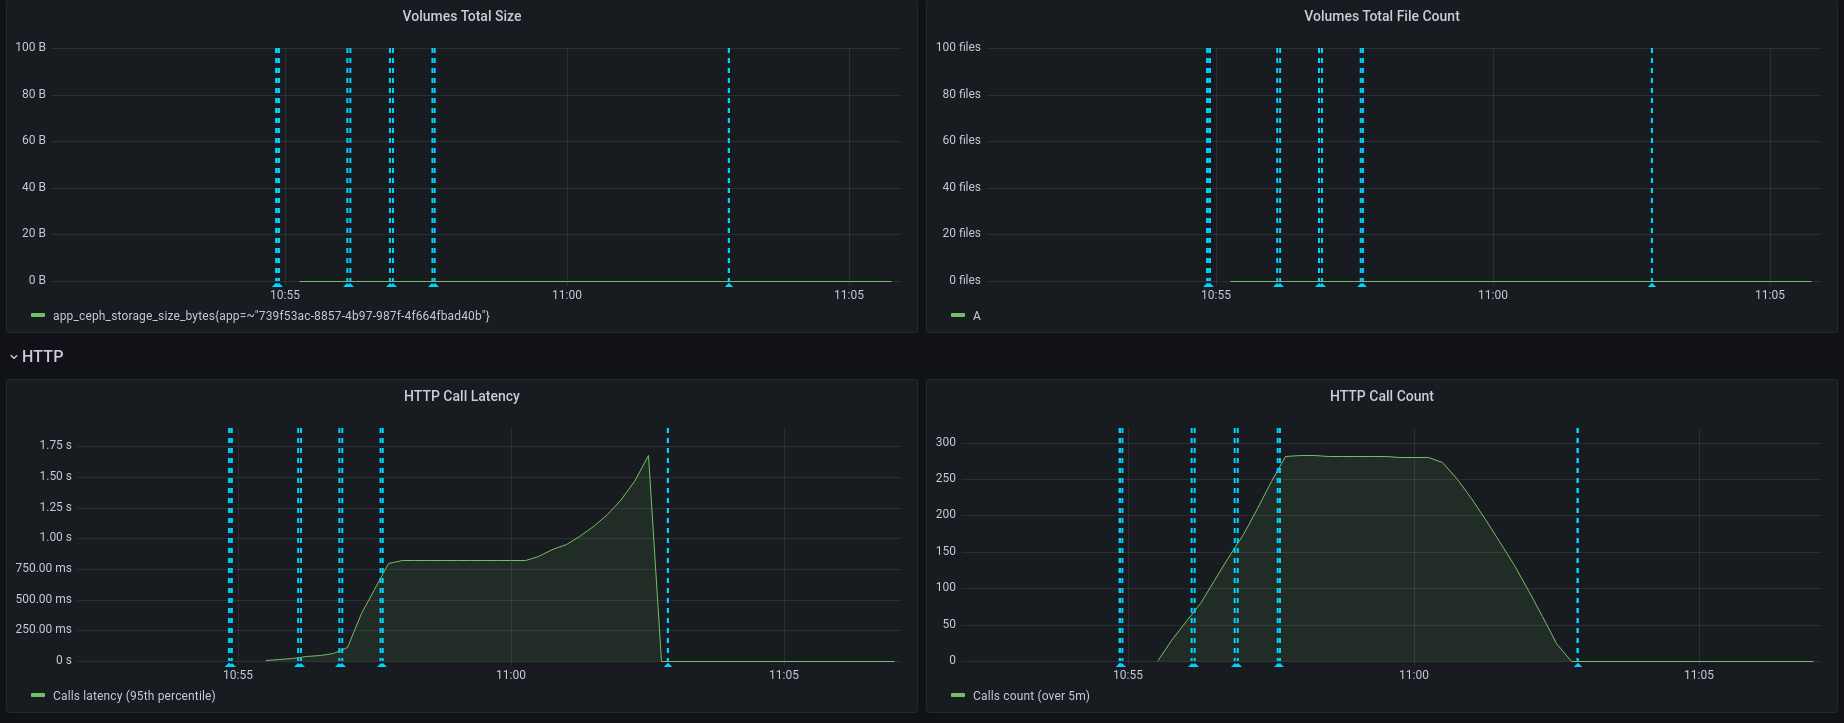 Volumes Total Size
100 B
80 B
60 B
40 B
20 B
0 B
10:55 11:00 11:05
app_ceph_storage_size_bytes{app=~"739f53ac-8857-4b97-987f-4f664fbad40b"}
Volumes Total File Count
100 files
80 files
60 files
40 files
20 files
0 files
10:55 11:00 11:05
A
HTTP
HTTP Call Latency
1.75 s
1.50 s
1.25 s
1.00 s
750.00 ms
500.00 ms
250.00 ms
0 s
10:55 11:00 11:05
Calls latency (95th percentile)
HTTP Call Count
300
250
200
150
100
50
0
10:55 11:00 11:05
Calls count (over 5m)